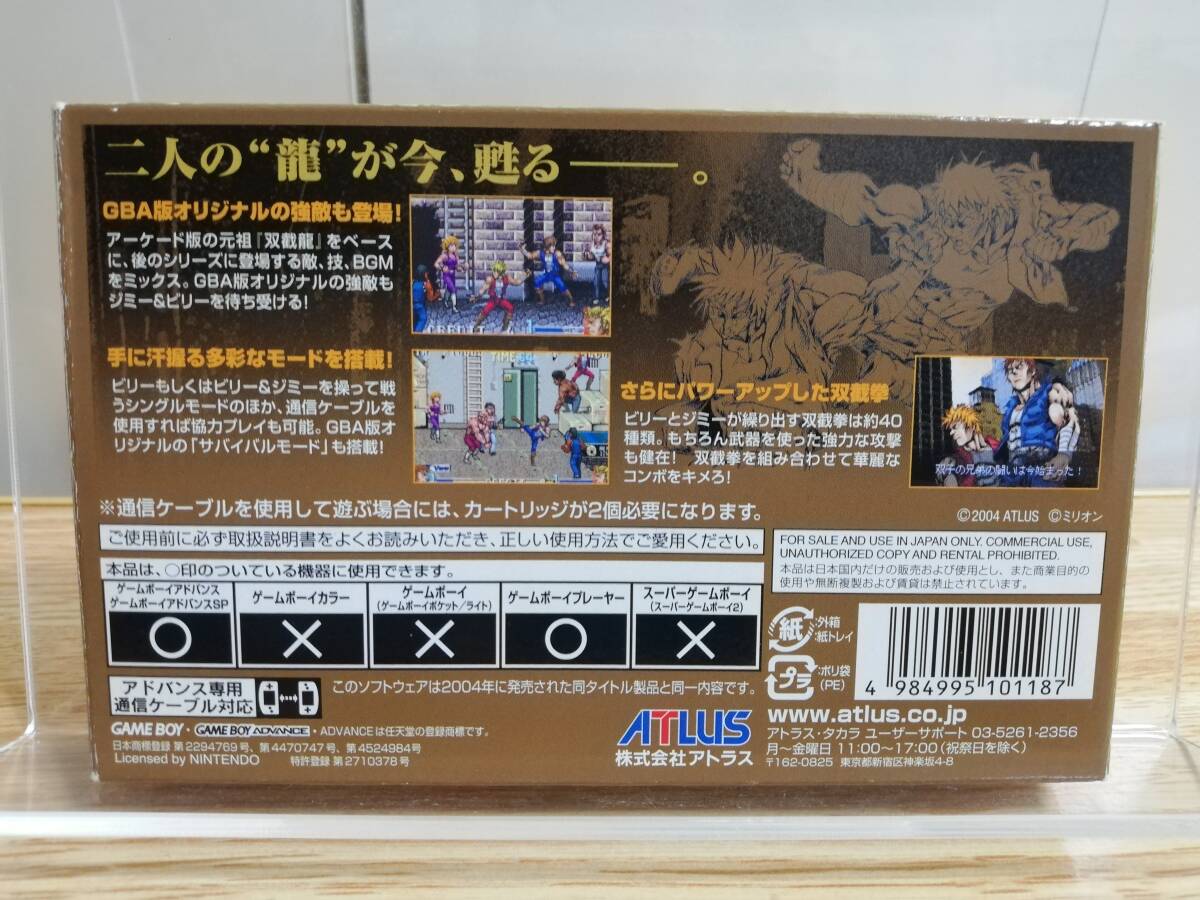 二人の“龍”が今、甦る――。
GBA版オリジナルの強敵も登場!
アーケード版の元祖『双截龍』をベース
に、後のシリーズに登場する敵、技、BGM
をミックス。GBA版オリジナルの強敵も
ジミー&ビリーを待ち受ける!
手に汗握る多彩なモードを搭載!
ビリーもしくはビリー&ジミーを操って戦
うシングルモードのほか、通信ケーブルを
使用すれば協力プレイも可能。GBA版オ
リジナルの「サバイバルモード」も搭載!
TIME
さらにパワーアップした双截拳
ビリーとジミーが繰り出す双截拳は約40
種類。もちろん武器を使った強力な攻撃
も健在! 双截拳を組み合わせて華麗な
コンボをキメろ!
双子の兄弟の闘いは今始まった!
※通信ケーブルを使用して遊ぶ場合には、カートリッジが2個必要になります。
©2004 ATLUS ©ミリオン
ご使用前に必ず取扱説明書をよくお読みいただき、正しい使用方法でご愛用ください。
FOR SALE AND USE IN JAPAN ONLY. COMMERCIAL USE,
UNAUTHORIZED COPY AND RENTAL PROHIBITED.
本品は日本国内だけの販売および使用とし、また商業目的の
使用や無断複製および賃貸は禁止されています。
本品は、○印のついている機器に使用できます。
ゲームボーイアドバンス
ゲームボーイアドバンスSP
ゲームボーイカラー
ゲームボーイ
(ゲームボーイポケット/ライト)
ゲームボーイプレーヤー
スーパーゲームボーイ
(スーパーゲームボーイ2)
○ × × ○ ×
紙
:外箱
:紙トレイ
プラ
:ポリ袋
(PE)
4 984995 101187
アドバンス専用
通信ケーブル対応
このソフトウェアは2004年に発売された同タイトル製品と同一内容です。
GAME BOY・GAME BOY ADVANCE・ADVANCEは任天堂の登録商標です。
日本商標登録 第2294769号、第4470747号、第4524984号
Licensed by NINTENDO 特許登録 第2710378号
ATLUS
株式会社アトラス
www.atlus.co.jp
アトラス・タカラ ユーザーサポート 03-5261-2356
月〜金曜日 11:00〜17:00(祝祭日を除く)
〒162-0825 東京都新宿区神楽坂4-8